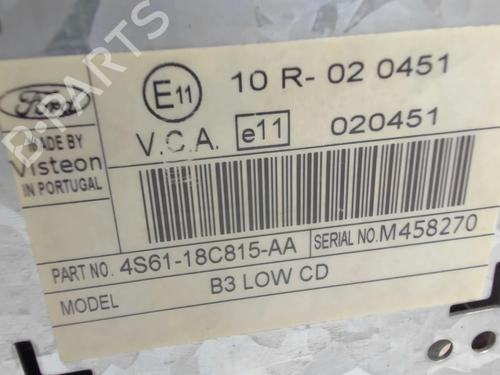 B-PARTS
E11 10 R- 02 0451
Ford
MADE BY V.C.A. e11 020451
Visteon
IN PORTUGAL
PART NO. 4S61-18C815-AA SERIAL NO. M458270
MODEL B3 LOW CD